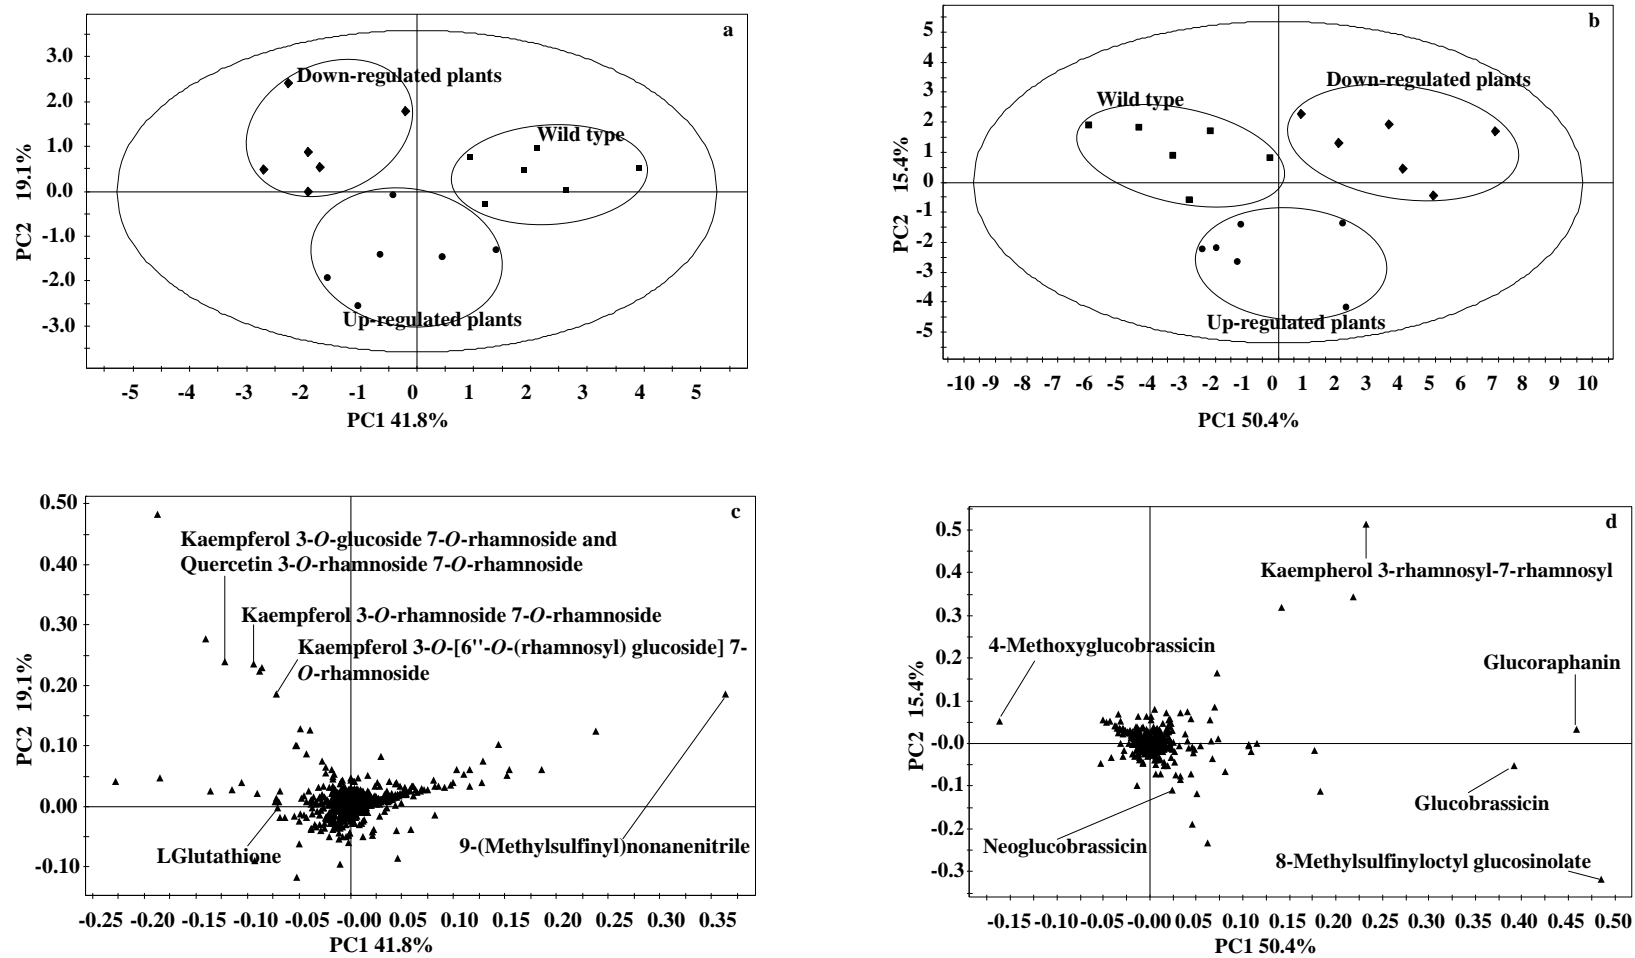 a
3.0
2.0
1.0
0.0
-1.0
-2.0
-3.0
PC2 19.1%
Down-regulated plants
Wild type
Up-regulated plants
-5 -4 -3 -2 -1 0 1 2 3 4 5
PC1 41.8%
b
5
4
3
2
1
0
-1
-2
-3
-4
-5
PC2 15.4%
Wild type
Down-regulated plants
Up-regulated plants
-10 -9 -8 -7 -6 -5 -4 -3 -2 -1 0 1 2 3 4 5 6 7 8 9 10
PC1 50.4%
c
0.50
0.40
0.30
0.20
0.10
0.00
-0.10
PC2 19.1%
Kaempferol 3-O-glucoside 7-O-rhamnoside and
Quercetin 3-O-rhamnoside 7-O-rhamnoside
Kaempferol 3-O-rhamnoside 7-O-rhamnoside
Kaempferol 3-O-[6''-O-(rhamnosyl) glucoside] 7-
O-rhamnoside
LGlutathione
9-(Methylsulfinyl)nonanenitrile
-0.25 -0.20 -0.15 -0.10 -0.05 -0.00 0.05 0.10 0.15 0.20 0.25 0.30 0.35
PC1 41.8%
d
0.5
0.4
0.3
0.2
0.1
-0.0
-0.1
-0.2
-0.3
PC2 15.4%
Kaempherol 3-rhamnosyl-7-rhamnosyl
4-Methoxyglucobrassicin
Glucoraphanin
Glucobrassicin
Neoglucobrassicin
8-Methylsulfinyloctyl glucosinolate
-0.15 -0.10 -0.05 -0.00 0.05 0.10 0.15 0.20 0.25 0.30 0.35 0.40 0.45 0.50
PC1 50.4%